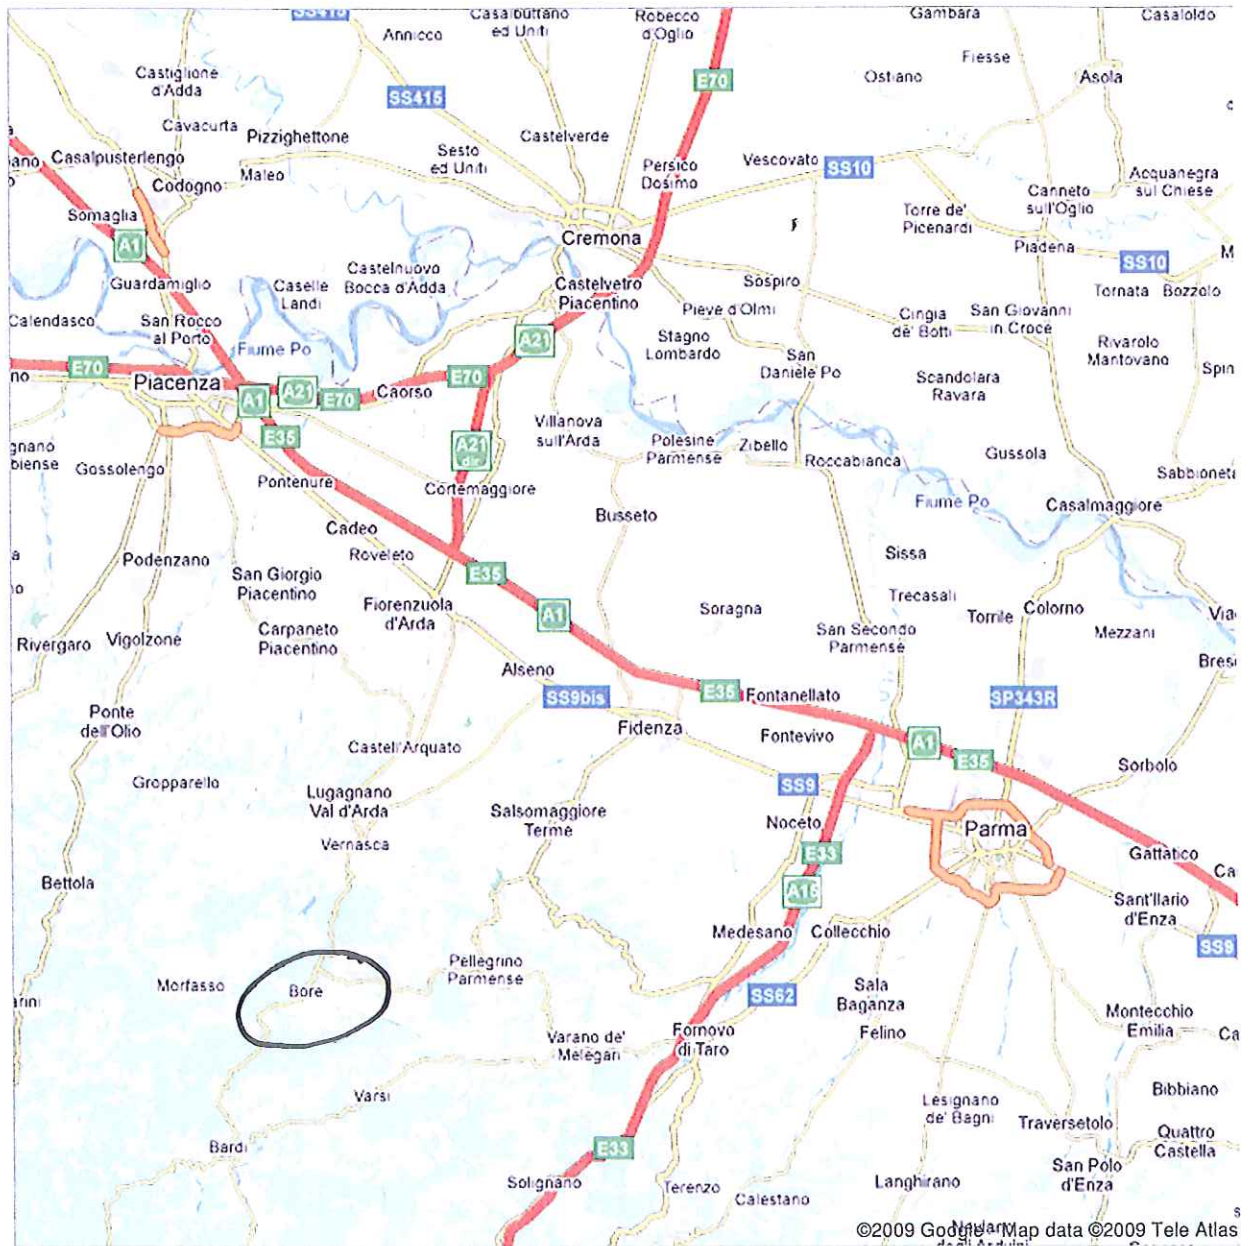 SS415
Annicco
Casalbuttano
ed Uniti
Robecco
d'Oglio
Gambara
Casaloldo
Castiglione
d'Adda
SS415
E70
Ostiano
Fiesse
Asola
Cavacurta
Pizzighettone
Castelverde
Casalpusterlengo
Maleo
Sesto
ed Uniti
Persico
Dosimo
Vescovato
SS10
Acquanegra
sul Chiese
Codogno
Canneto
sull'Oglio
Somaglia
A1
Cremona
Torre de'
Picenardi
Piadena
SS10
Guardamiglio
Caselle
Landi
Castelnuovo
Bocca d'Adda
Castelvetro
Piacentino
Sospiro
Tornata
Bozzolo
Calendasco
San Rocco
al Porto
Fiume Po
Pieve d'Olmi
Cingia
de' Botti
San Giovanni
in Croce
A21
Stagno
Lombardo
Rivarolo
Mantovano
E70
Piacenza
A1
A21
E70
Caorso
E70
San
Daniele Po
Scandolara
Ravara
Spin
E35
A21
dir
Villanova
sull'Arda
Polesine
Parmense
Zibello
Roccabianca
Gussola
Gossolengo
Pontenure
Cortemaggiore
Sabbioneta
Cadeo
Busseto
Fiume Po
Casalmaggiore
Podenzano
Roveleto
Sissa
San Giorgio
Piacentino
E35
Fiorenzuola
d'Arda
A1
Soragna
Trecasali
Torrile
Colorno
Rivergaro
Vigolzone
Carpaneto
Piacentino
San Secondo
Parmense
Mezzani
Alseno
SS9bis
E35
Fontanellato
SP343R
Ponte
dell'Olio
Castell'Arquato
Fidenza
Fontevivo
A1
E35
Sorbolo
Gropparello
Lugagnano
Val d'Arda
Salsomaggiore
Terme
SS9
Noceto
Parma
Vernasca
E33
Gattatico
Bettola
A15
Sant'Ilario
d'Enza
Medesano
Collecchio
SS9
Morfasso
Bore
Pellegrino
Parmense
SS62
Sala
Baganza
Montecchio
Emilia
Varano de'
Melegari
Fornovo
di Taro
Felino
Varsi
Lesignano
de' Bagni
Bibbiano
Traversetolo
Bardi
E33
Quattro
Castella
Solignano
Terenzo
Calestano
Langhirano
San Polo
d'Enza
©2009 Google - Map data ©2009 Tele Atlas